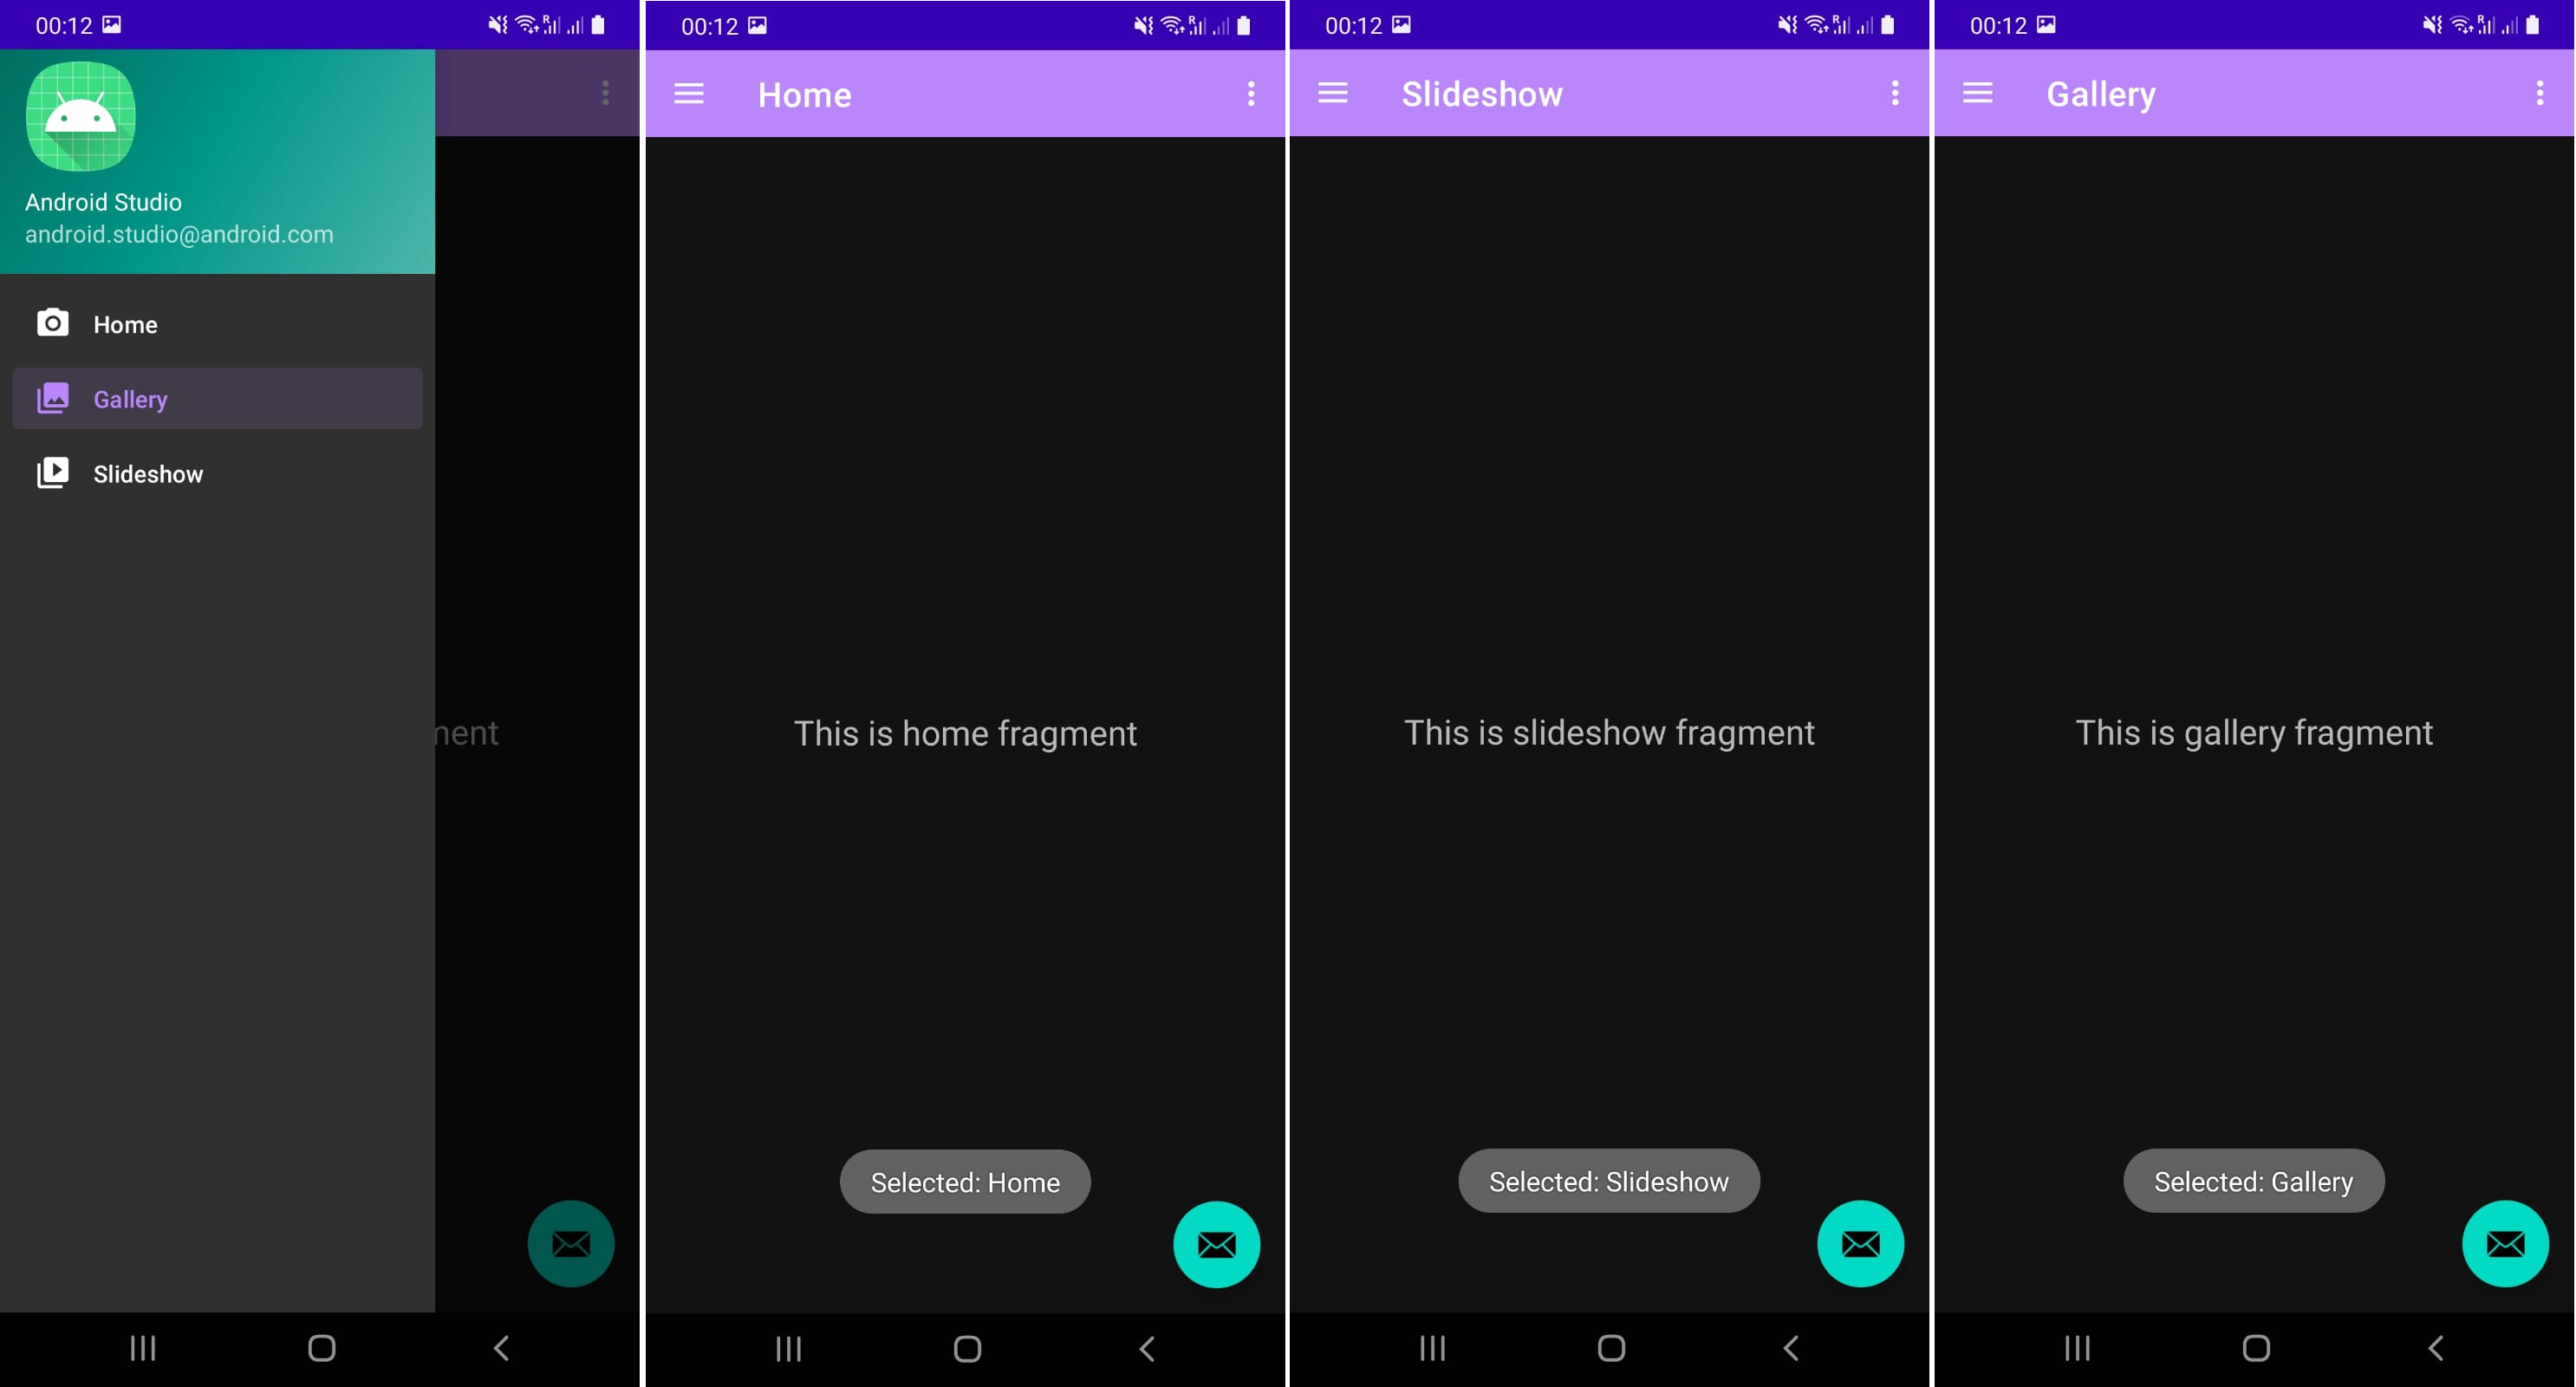 00:12
R
Android Studio
android.studio@android.com
Home
Gallery
Slideshow
ment
00:12
R
Home
This is home fragment
Selected: Home
00:12
R
Slideshow
This is slideshow fragment
Selected: Slideshow
00:12
R
Gallery
This is gallery fragment
Selected: Gallery